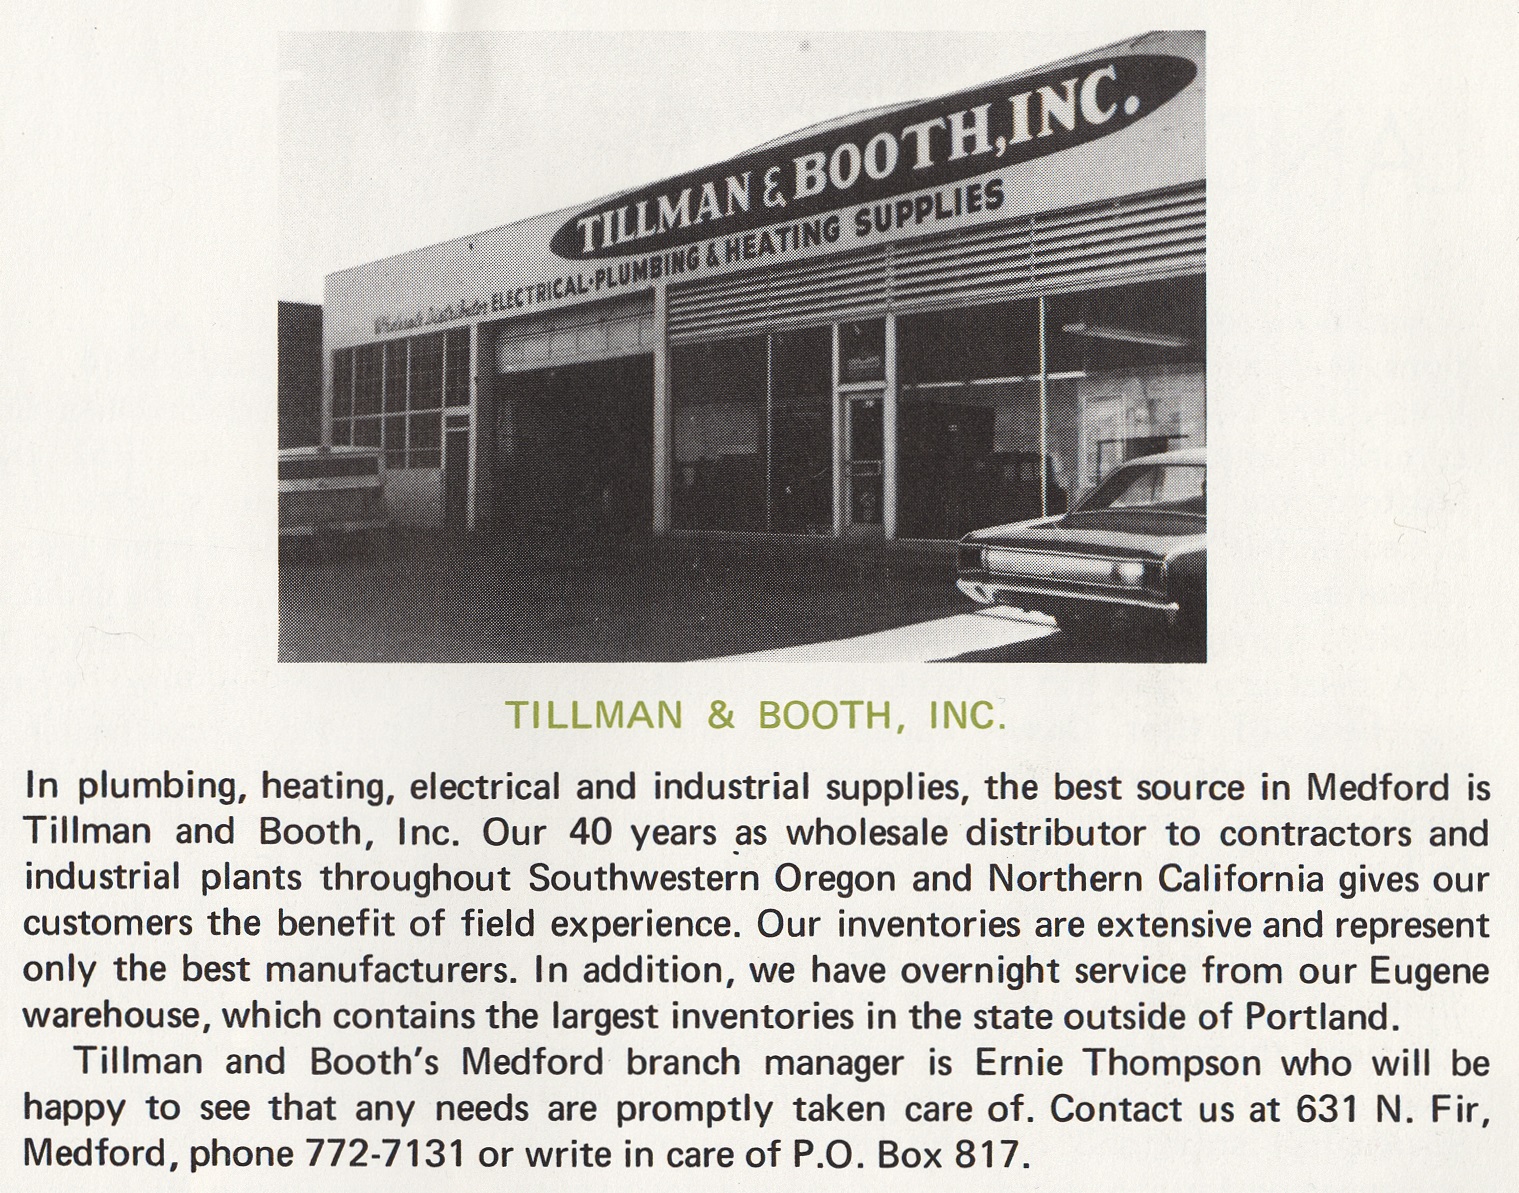 TILLMAN & BOOTH, INC.
Wholesale Distributor ELECTRICAL·PLUMBING & HEATING SUPPLIES
TILLMAN & BOOTH, INC.
In plumbing, heating, electrical and industrial supplies, the best source in Medford is
Tillman and Booth, Inc. Our 40 years as wholesale distributor to contractors and
industrial plants throughout Southwestern Oregon and Northern California gives our
customers the benefit of field experience. Our inventories are extensive and represent
only the best manufacturers. In addition, we have overnight service from our Eugene
warehouse, which contains the largest inventories in the state outside of Portland.
Tillman and Booth's Medford branch manager is Ernie Thompson who will be
happy to see that any needs are promptly taken care of. Contact us at 631 N. Fir,
Medford, phone 772-7131 or write in care of P.O. Box 817.